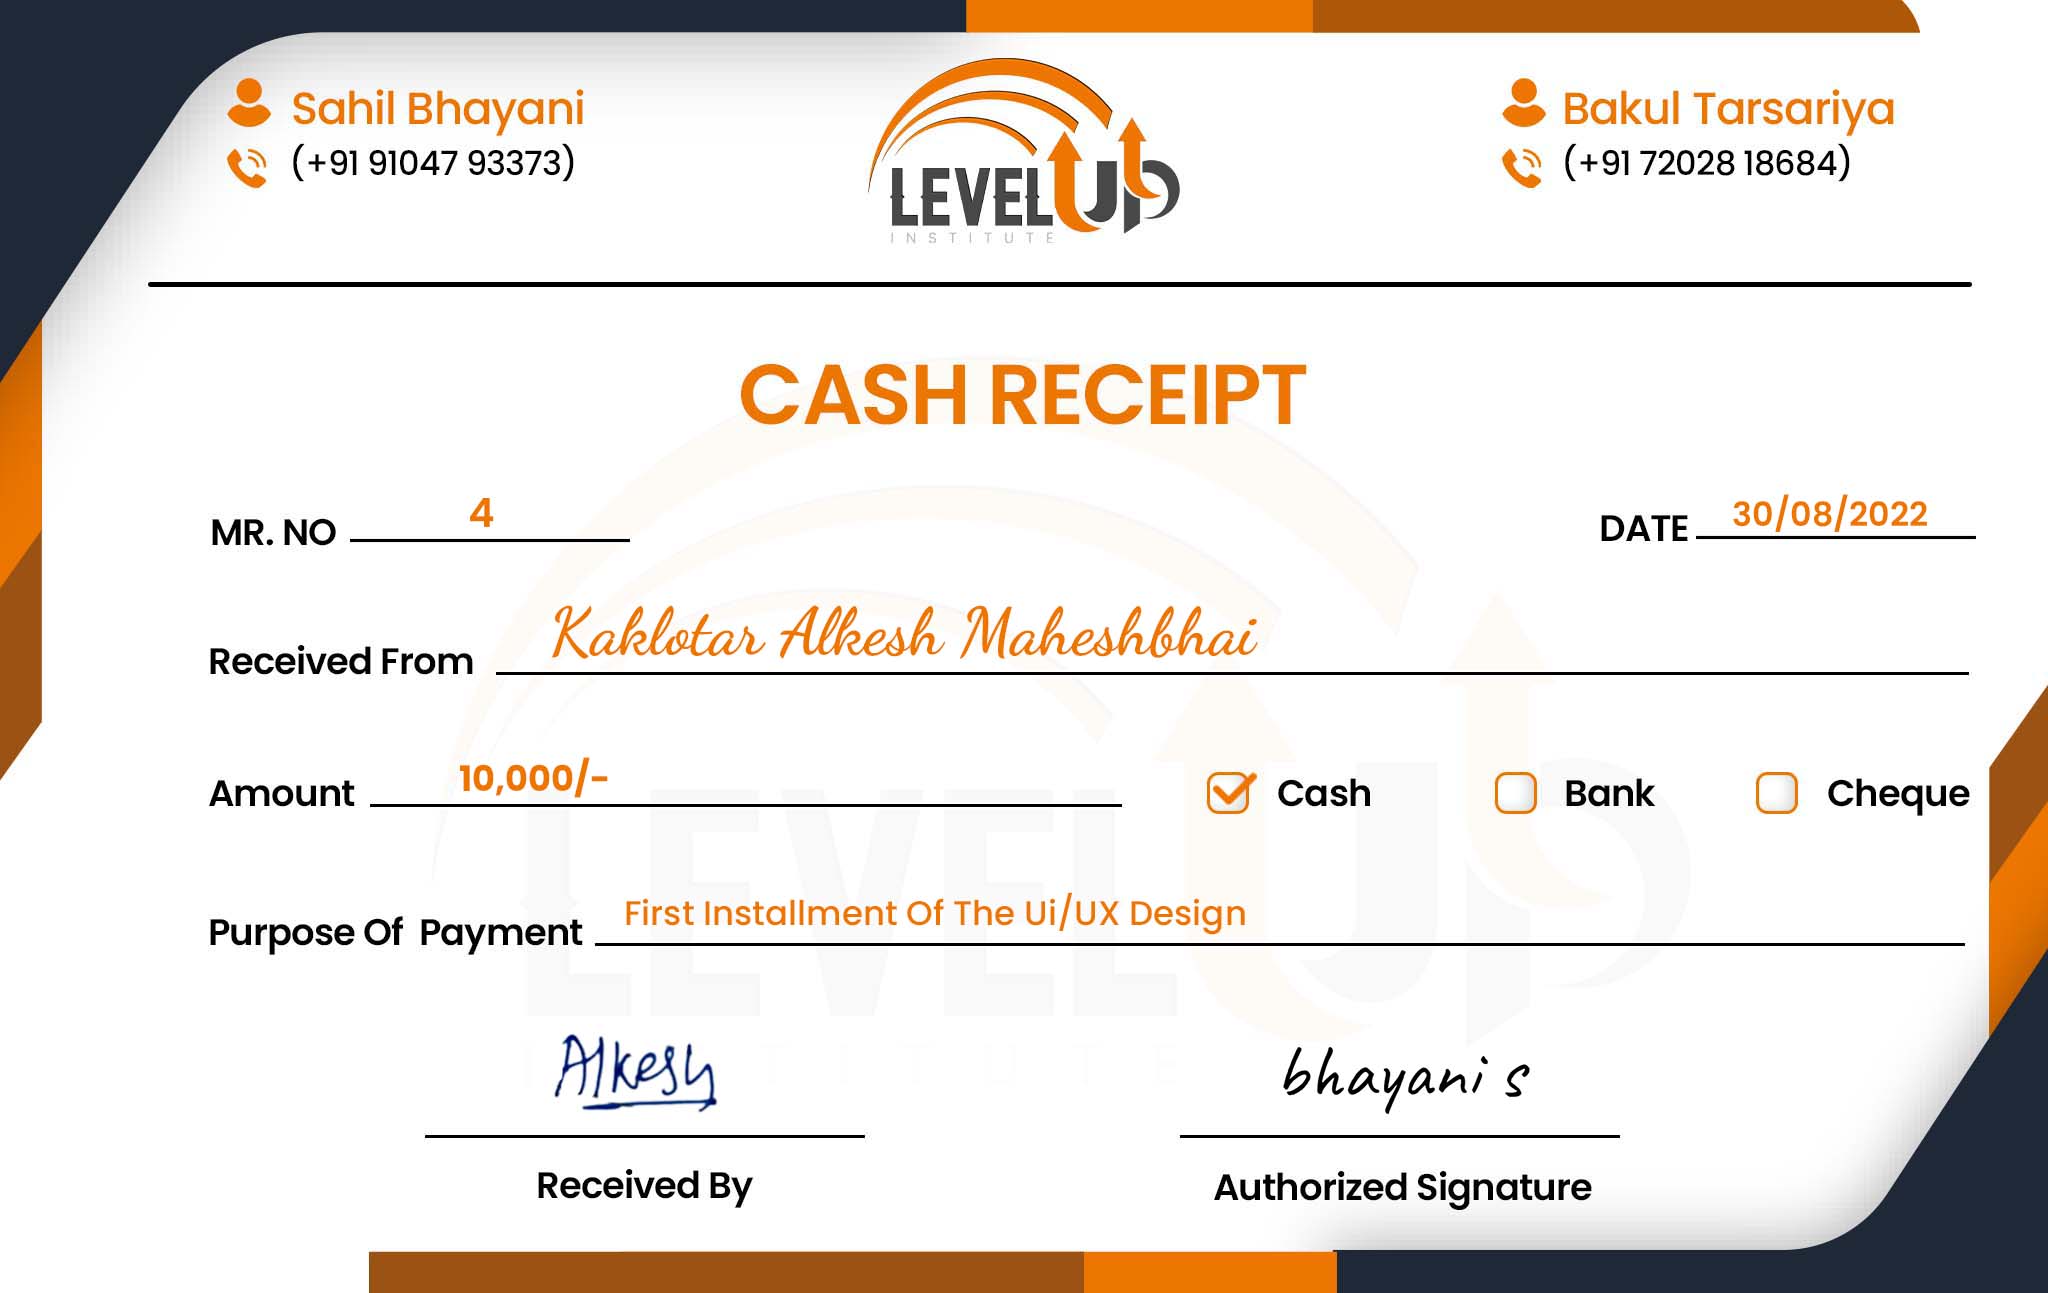 Sahil Bhayani
(+91 91047 93373)
LEVELUP
INSTITUTE
Bakul Tarsariya
(+91 72028 18684)
CASH RECEIPT
MR. NO 4
DATE 30/08/2022
Received From Kaklotar Alkesh Maheshbhai
Amount 10,000/- Cash Bank Cheque
Purpose Of Payment First Installment Of The Ui/UX Design
Alkesh
bhayani s
Received By
Authorized Signature